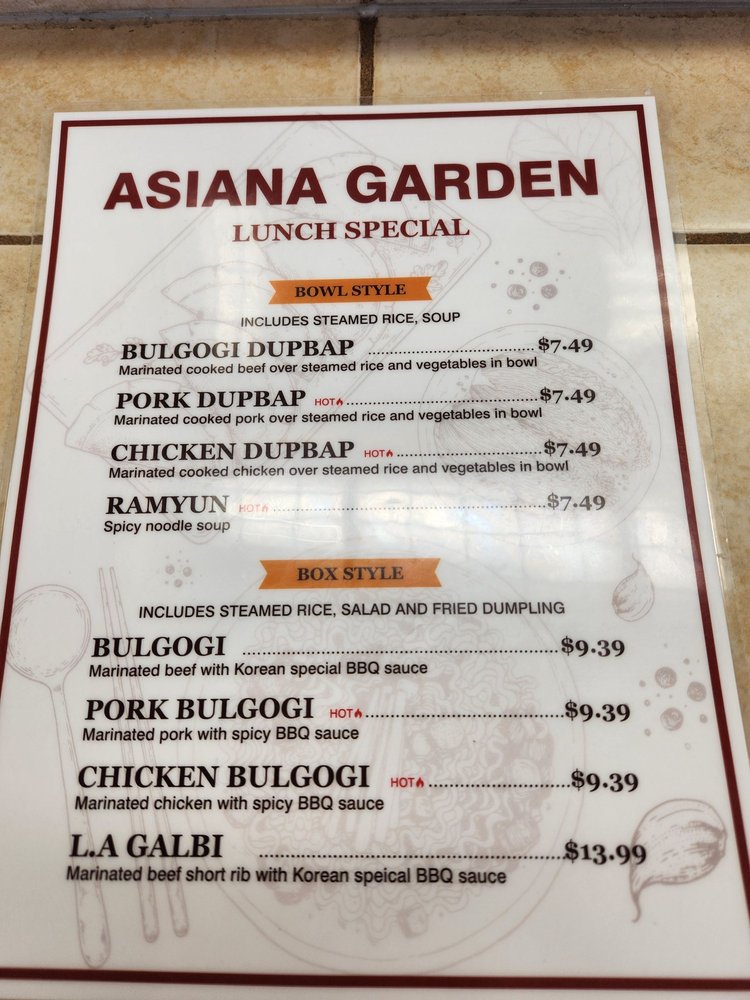 ASIANA GARDEN
LUNCH SPECIAL
BOWL STYLE
INCLUDES STEAMED RICE, SOUP
BULGOGI DUPBAP ........................................ $7.49
Marinated cooked beef over steamed rice and vegetables in bowl
PORK DUPBAP HOT ........................................ $7.49
Marinated cooked pork over steamed rice and vegetables in bowl
CHICKEN DUPBAP HOT ........................................ $7.49
Marinated cooked chicken over steamed rice and vegetables in bowl
RAMYUN HOT ........................................ $7.49
Spicy noodle soup
BOX STYLE
INCLUDES STEAMED RICE, SALAD AND FRIED DUMPLING
BULGOGI ........................................ $9.39
Marinated beef with Korean special BBQ sauce
PORK BULGOGI HOT ........................................ $9.39
Marinated pork with spicy BBQ sauce
CHICKEN BULGOGI HOT ........................................ $9.39
Marinated chicken with spicy BBQ sauce
L.A GALBI ........................................ $13.99
Marinated beef short rib with Korean speical BBQ sauce